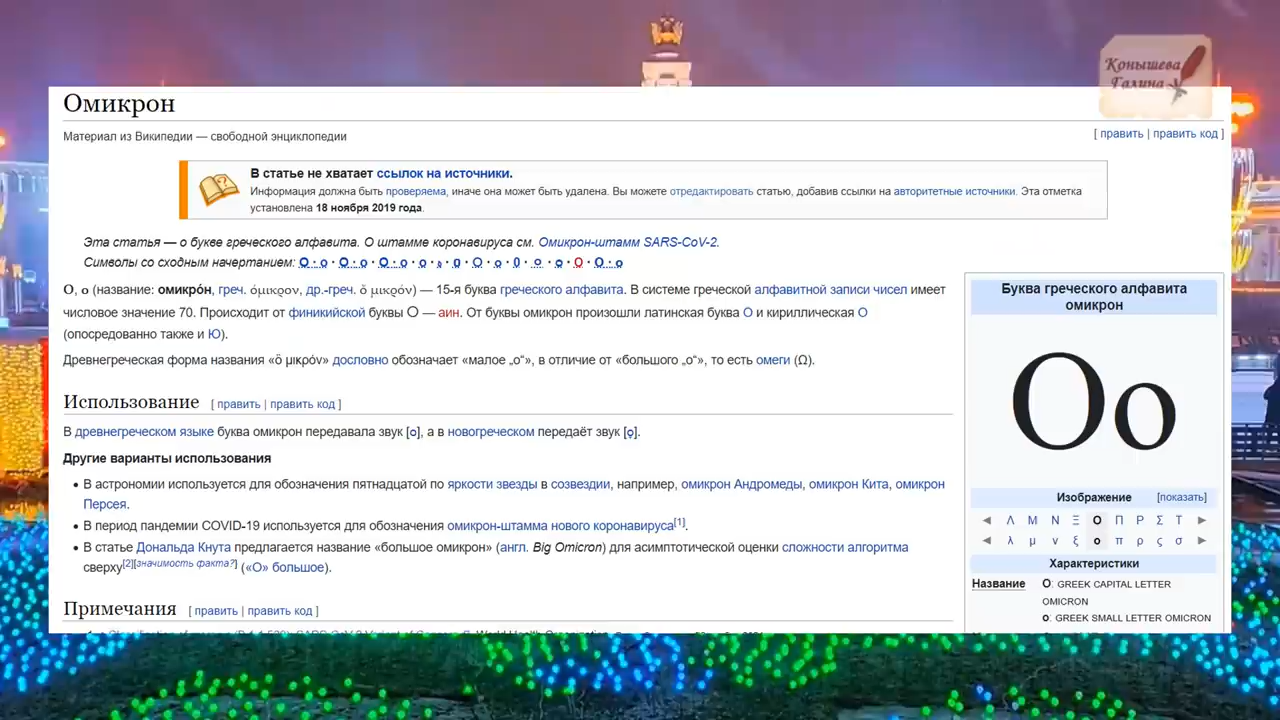 Конышева
Галина
Омикрон
Материал из Википедии — свободной энциклопедии
[ править | править код ]
В статье не хватает ссылок на источники.
Информация должна быть проверяема, иначе она может быть удалена. Вы можете отредактировать статью, добавив ссылки на авторитетные источники. Эта отметка
установлена 18 ноября 2019 года.
Эта статья — о букве греческого алфавита. О штамме коронавируса см. Омикрон-штамм SARS-CoV-2.
Символы со сходным начертанием:
Ο, ο (название: омикро́н, греч. όμικρον, др.-греч. ὂ μικρόν) — 15-я буква греческого алфавита. В системе греческой алфавитной записи чисел имеет
числовое значение 70. Происходит от финикийской буквы О — аин. От буквы омикрон произошли латинская буква O и кириллическая О
(опосредованно также и Ю).
Древнегреческая форма названия «ὂ μικρόν» дословно обозначает «малое „о“», в отличие от «большого „о“», то есть омеги (Ω).
Использование [ править | править код ]
В древнегреческом языке буква омикрон передавала звук [o], а в новогреческом передаёт звук [o̞].
Другие варианты использования
• В астрономии используется для обозначения пятнадцатой по яркости звезды в созвездии, например, омикрон Андромеды, омикрон Кита, омикрон
Персея.
• В период пандемии COVID-19 используется для обозначения омикрон-штамма нового коронавируса[1].
• В статье Дональда Кнута предлагается название «большое омикрон» (англ. Big Omicron) для асимптотической оценки сложности алгоритма
сверху[2][значимость факта?] («O» большое).
Примечания [ править | править код ]
Буква греческого алфавита
омикрон
Οο
Изображение [показать]
◄ Λ Μ Ν Ξ Ο Π Ρ Σ Τ ►
◄ λ μ ν ξ ο π ρ ς σ ►
Характеристики
Название Ο: GREEK CAPITAL LETTER
OMICRON
ο: GREEK SMALL LETTER OMICRON